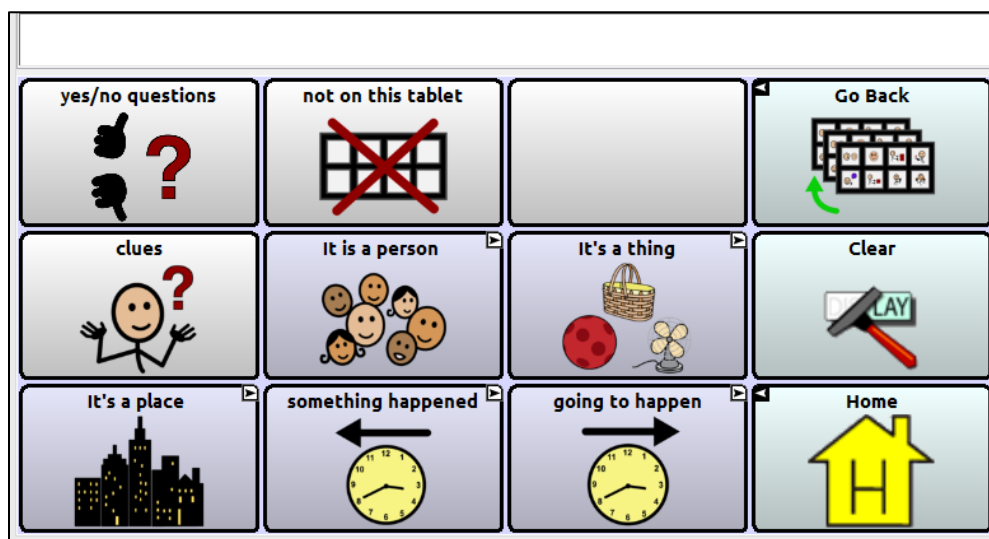 yes/no questions
not on this tablet
Go Back
clues
It is a person
It's a thing
Clear
DISPLAY
It's a place
something happened
going to happen
Home
H